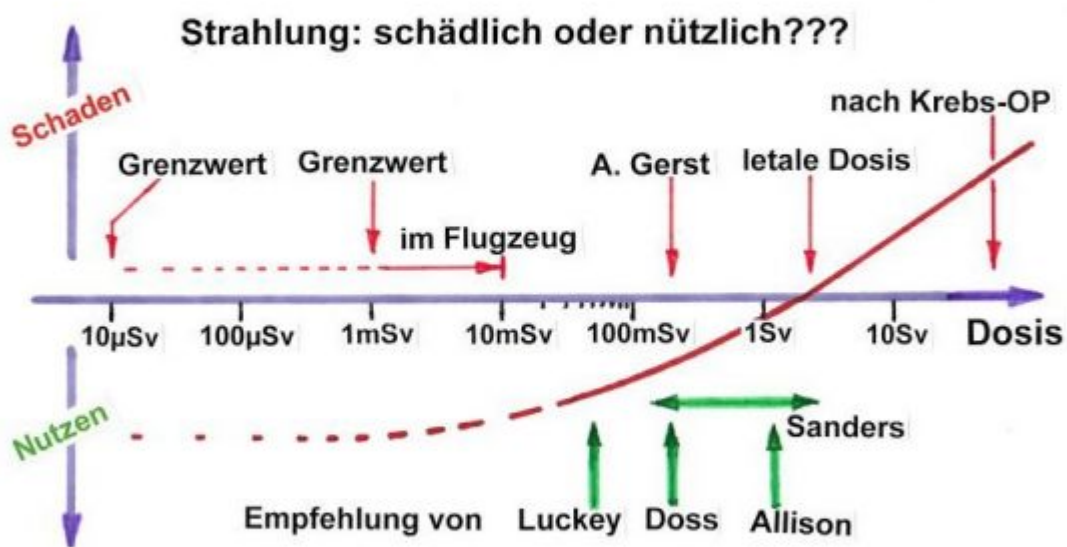 Strahlung: schädlich oder nützlich???
Schaden
nach Krebs-OP
Grenzwert
Grenzwert
A. Gerst
letale Dosis
im Flugzeug
10µSv
100µSv
1mSv
10mSv
100mSv
1Sv
10Sv
Dosis
Nutzen
Sanders
Empfehlung von
Luckey
Doss
Allison